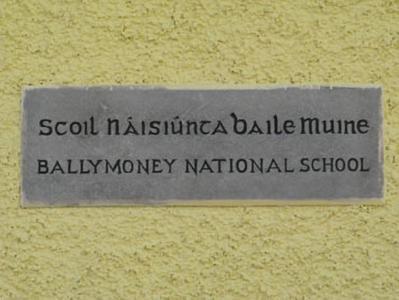 Scoil Náisiúnta Baile Muine
BALLYMONEY NATIONAL SCHOOL